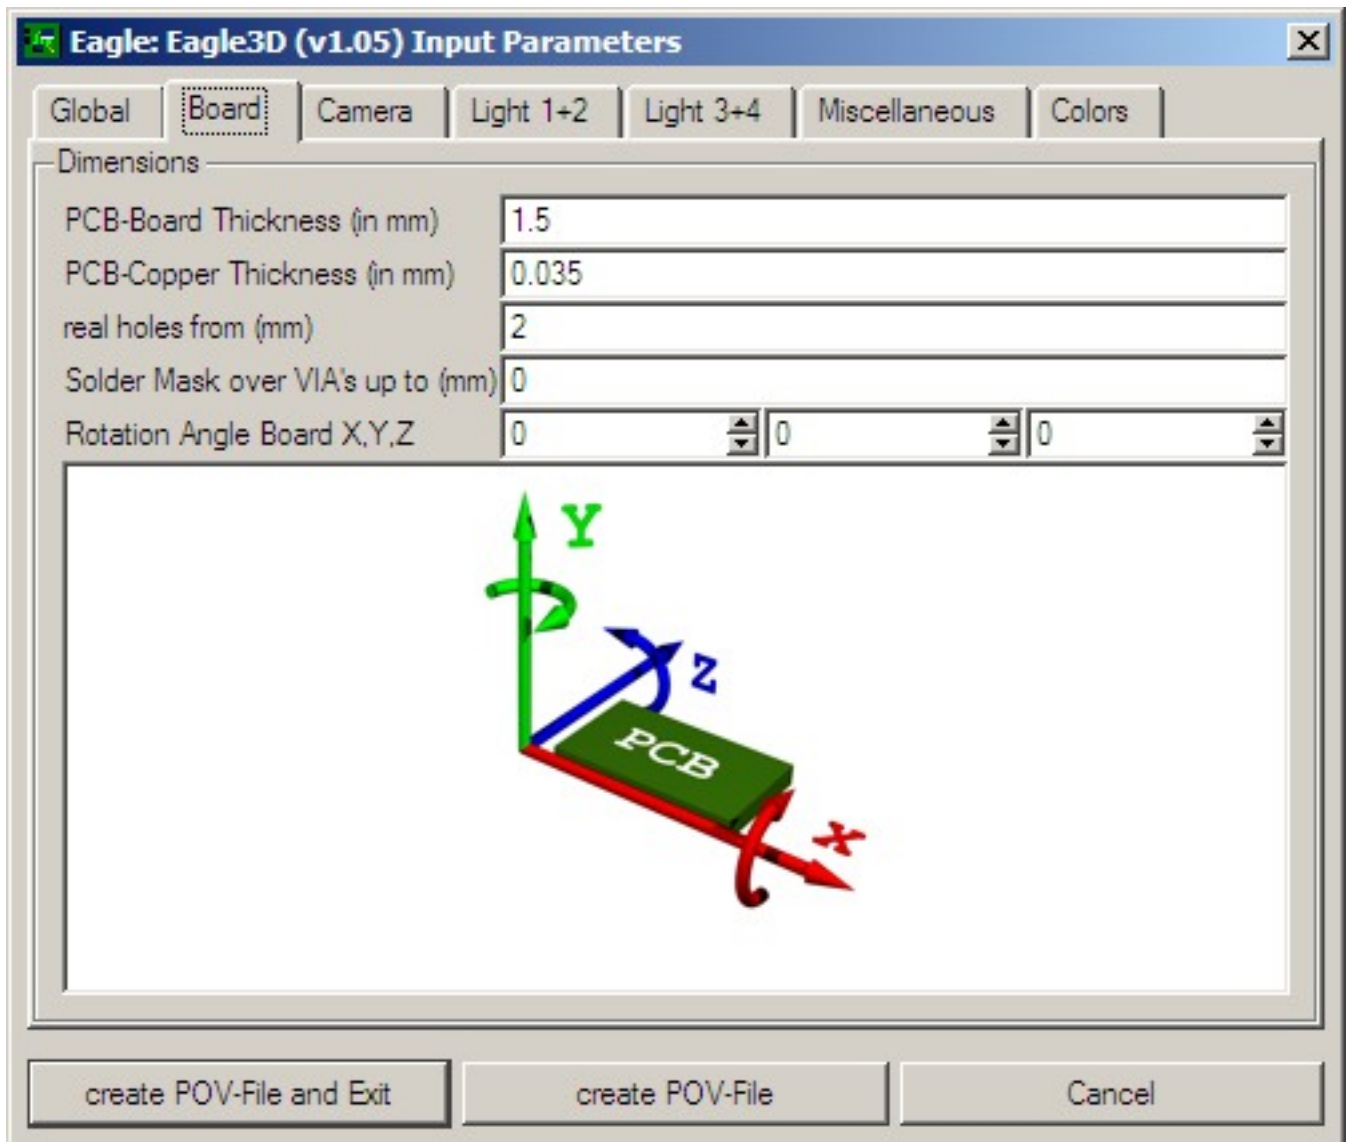 Eagle: Eagle3D (v1.05) Input Parameters
Global Board Camera Light 1+2 Light 3+4 Miscellaneous Colors
Dimensions
PCB-Board Thickness (in mm) 1.5
PCB-Copper Thickness (in mm) 0.035
real holes from (mm) 2
Solder Mask over VIA's up to (mm) 0
Rotation Angle Board X,Y,Z 0 0 0
Y
Z
PCB
X
create POV-File and Exit create POV-File Cancel